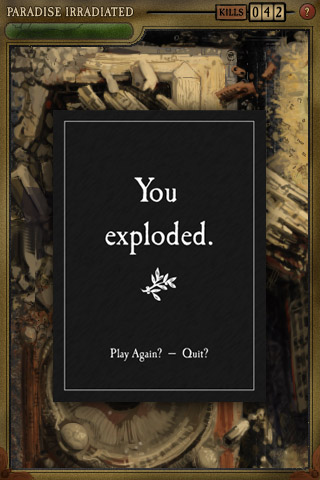 PARADISE IRRADIATED
KILLS 042 ?
You
exploded.
Play Again? – Quit?